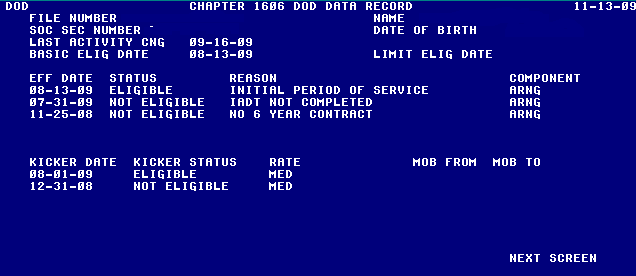 DOD CHAPTER 1606 DOD DATA RECORD 11-13-09
FILE NUMBER NAME
SOC SEC NUMBER DATE OF BIRTH
LAST ACTIVITY CNG 09-16-09
BASIC ELIG DATE 08-13-09 LIMIT ELIG DATE
EFF DATE STATUS REASON COMPONENT
08-13-09 ELIGIBLE INITIAL PERIOD OF SERVICE ARNG
07-31-09 NOT ELIGIBLE IADT NOT COMPLETED ARNG
11-25-08 NOT ELIGIBLE NO 6 YEAR CONTRACT ARNG
KICKER DATE KICKER STATUS RATE MOB FROM MOB TO
08-01-09 ELIGIBLE MED
12-31-08 NOT ELIGIBLE MED
NEXT SCREEN